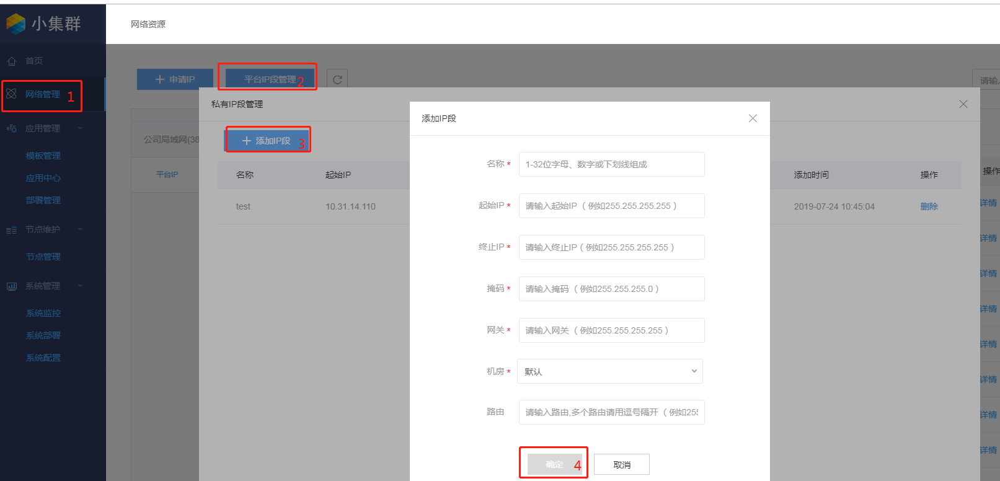 小集群
网络资源
首页
网络管理 1
应用管理
模板管理
应用中心
部署管理
节点维护
节点管理
系统管理
系统监控
系统部署
系统配置
申请IP
平台IP段管理 2
请输入
公司局域网(38
平台IP
私有IP段管理
添加IP段 3
名称 起始IP 添加时间 操作
test 10.31.14.110 2019-07-24 10:45:04 删除
添加IP段
名称 * 1-32位字母、数字或下划线组成
起始IP * 请输入起始IP（例如255.255.255.255）
终止IP * 请输入终止IP（例如255.255.255.255）
掩码 * 请输入掩码（例如255.255.255.0）
网关 * 请输入网关（例如255.255.255.255）
机房 * 默认
路由 请输入路由,多个路由请用逗号隔开（例如255
确定 4 取消
操作
详情
详情
详情
详情
详情
详情
详情
详情